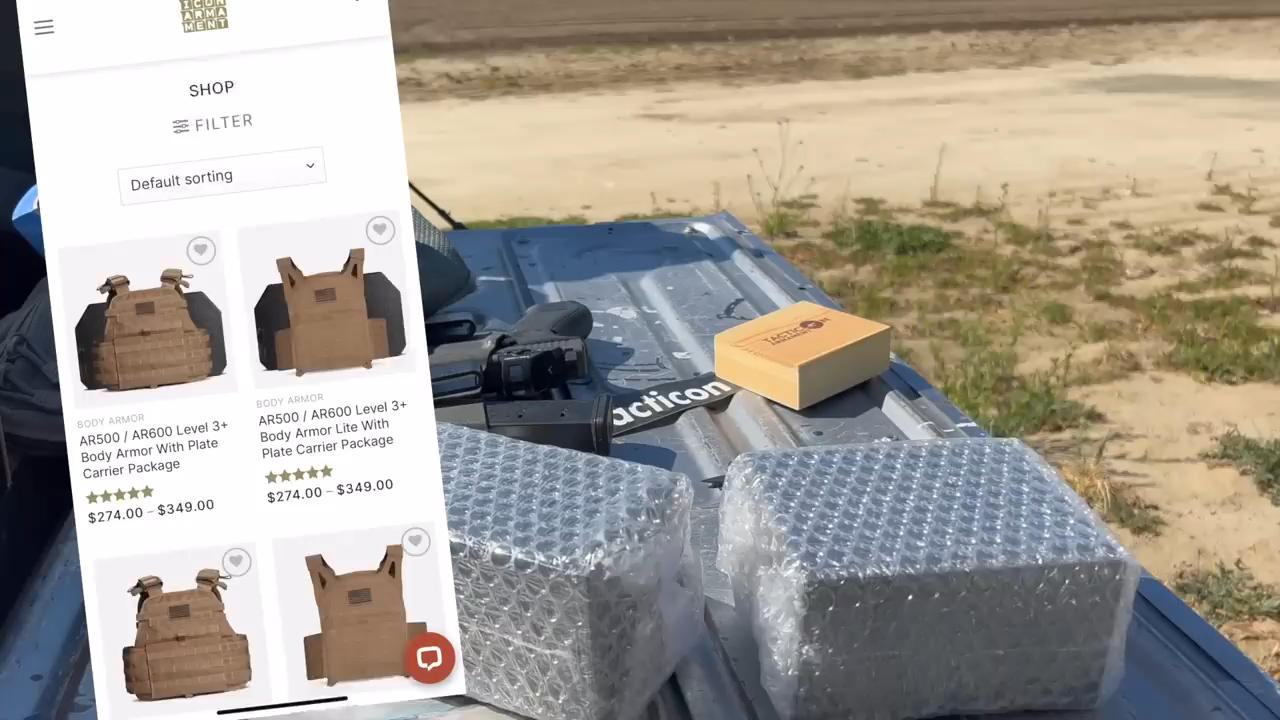 ICON
ARMA
MENT
SHOP
FILTER
Default sorting
BODY ARMOR
AR500 / AR600 Level 3+
Body Armor With Plate
Carrier Package
$274.00 – $349.00
BODY ARMOR
AR500 / AR600 Level 3+
Body Armor Lite With
Plate Carrier Package
$274.00 – $349.00
acticon
TACTICON
ARMAMENT